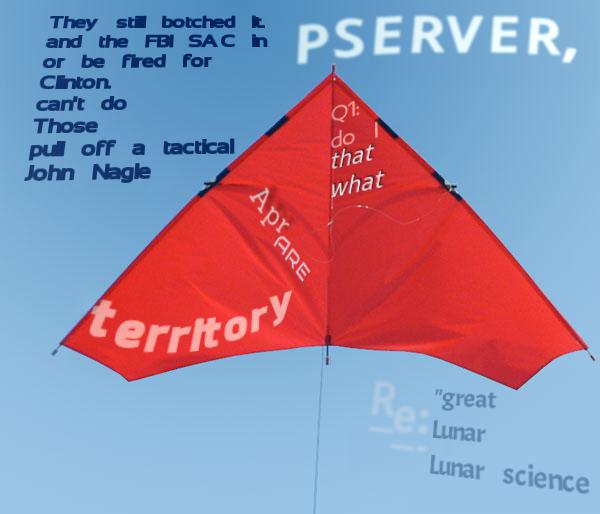 They still botched it.
and the FBI SAC in
or be fired for
Clinton.
can't do
Those
pull off a tactical
John Nagle
PSERVER,
Q1:
do I
that
what
Apr
ARE
territory
Re:
"great
Lunar
Lunar science